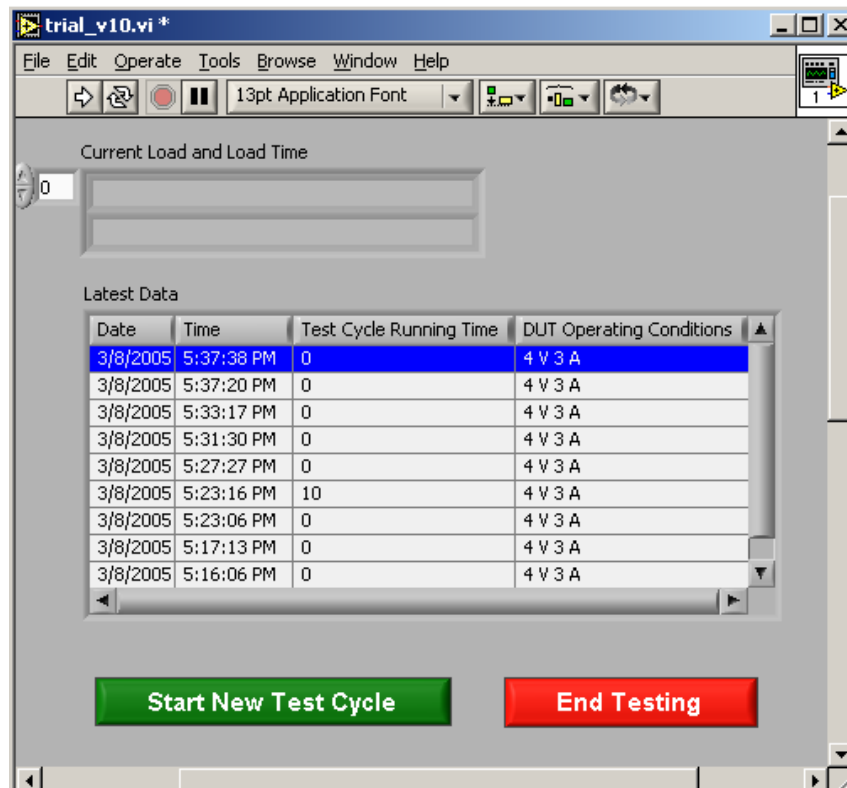 trial_v10.vi *
File Edit Operate Tools Browse Window Help
13pt Application Font
1
Current Load and Load Time
0
Latest Data
Date Time Test Cycle Running Time DUT Operating Conditions
3/8/2005 5:37:38 PM 0 4 V 3 A
3/8/2005 5:37:20 PM 0 4 V 3 A
3/8/2005 5:33:17 PM 0 4 V 3 A
3/8/2005 5:31:30 PM 0 4 V 3 A
3/8/2005 5:27:27 PM 0 4 V 3 A
3/8/2005 5:23:16 PM 10 4 V 3 A
3/8/2005 5:23:06 PM 0 4 V 3 A
3/8/2005 5:17:13 PM 0 4 V 3 A
3/8/2005 5:16:06 PM 0 4 V 3 A
Start New Test Cycle End Testing